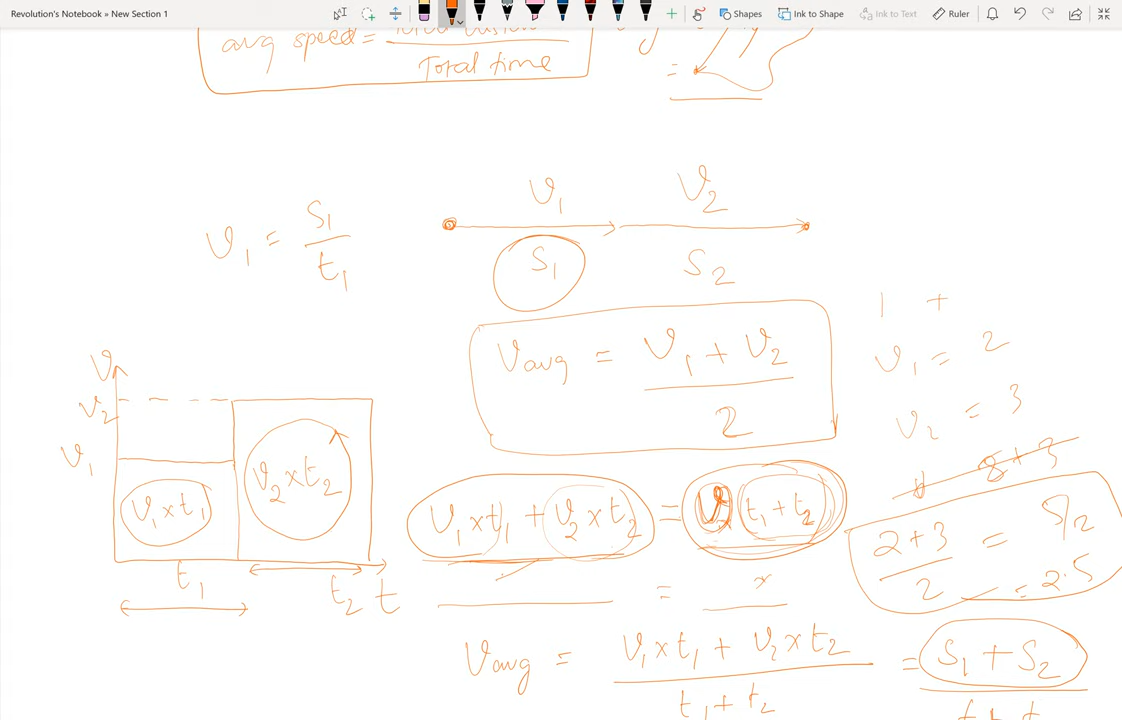 Revolution's Notebook » New Section 1
Shapes
Ink to Shape
Ink to Text
Ruler
avg speed =
Total time
=
v₁
v₂
v₁ = S₁ / t₁
S₁
S₂
1 +
v_avg = (v₁ + v₂) / 2
v₁ = 2
v₂ = 3
v
v₂
v₁
v₁ × t₁
v₂ × t₂
v₁ × t₁ + v₂ × t₂ = v (t₁ + t₂)
(2 + 3) / 2 = 5/2
= 2.5
t₁
t₂
t
= x
v_avg = (v₁ × t₁ + v₂ × t₂) / (t₁ + t₂) = S₁ + S₂